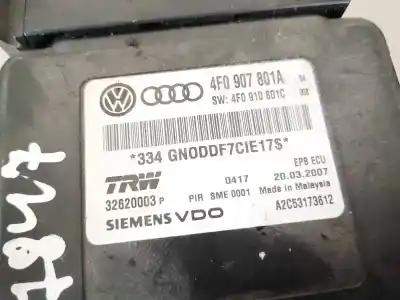 4F0 907 801A
SW: 4F0 910 801C
*334 GNODDF7CIE17$*
EPB ECU
TRW
0417 20.03.2007
32620003 P
PIR SME 0001 Made in Malaysia
SIEMENS VDO
A2C53173612